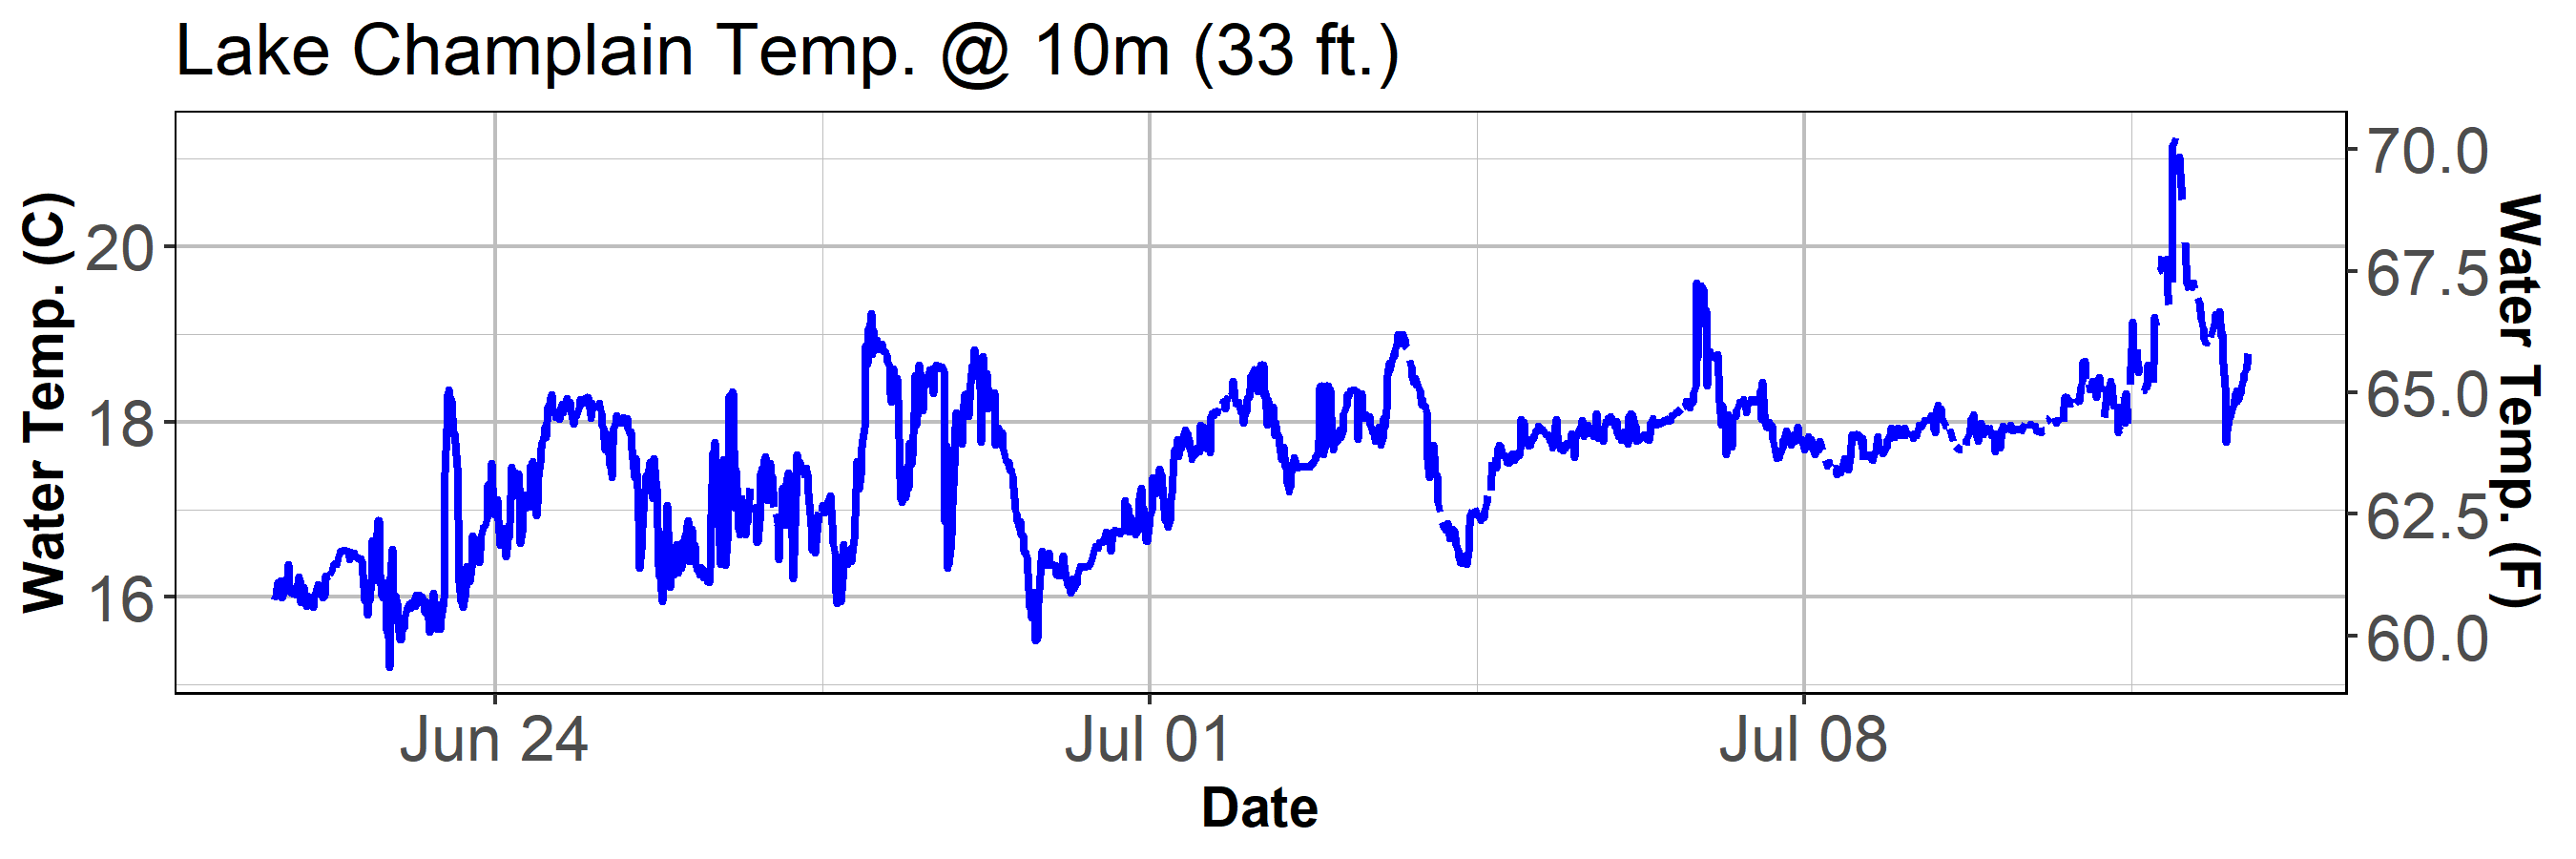 Lake Champlain Temp. @ 10m (33 ft.)
Water Temp. (C)
20
18
16
70.0
67.5
65.0
62.5
60.0
Water Temp. (F)
Jun 24
Jul 01
Jul 08
Date